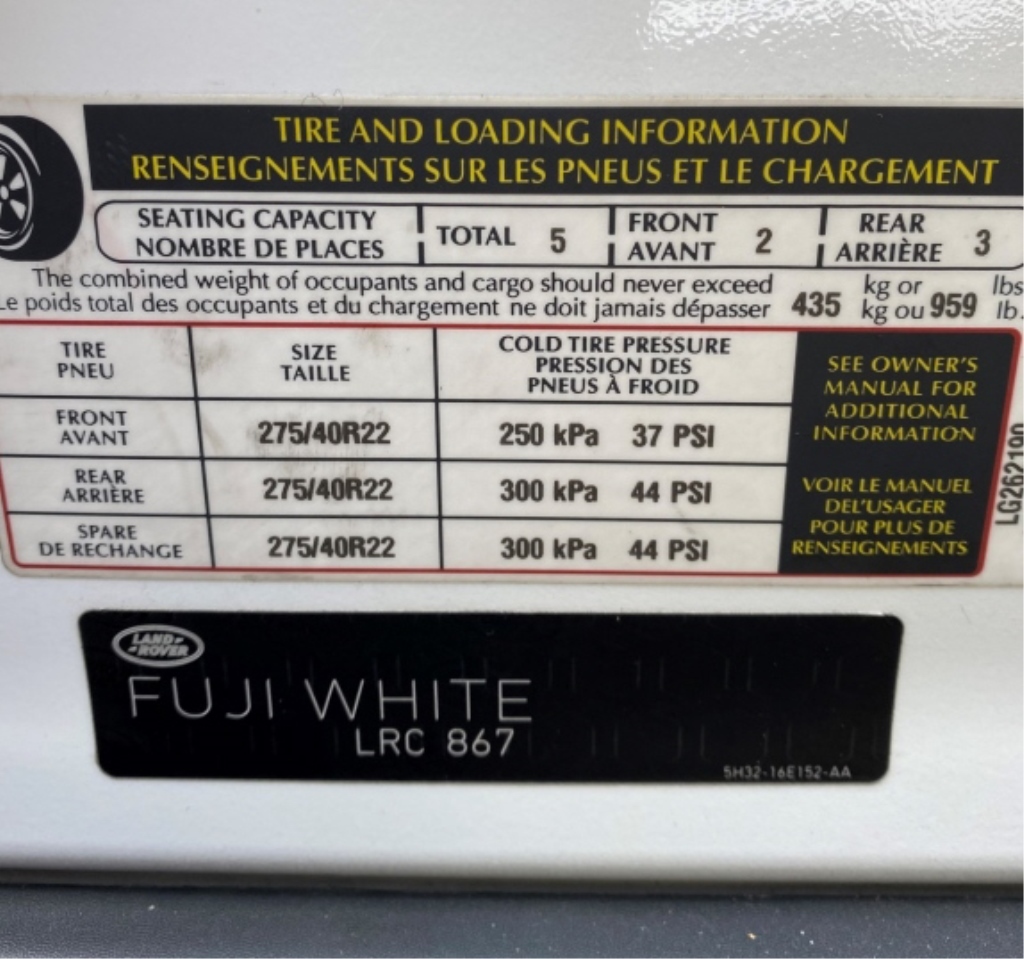 TIRE AND LOADING INFORMATION
RENSEIGNEMENTS SUR LES PNEUS ET LE CHARGEMENT
SEATING CAPACITY
NOMBRE DE PLACES
TOTAL 5
FRONT
AVANT 2
REAR
ARRIÈRE 3
The combined weight of occupants and cargo should never exceed 435 kg or 959 lbs
Le poids total des occupants et du chargement ne doit jamais dépasser kg ou lb.
TIRE
PNEU
SIZE
TAILLE
COLD TIRE PRESSURE
PRESSION DES
PNEUS À FROID
FRONT
AVANT
275/40R22
250 kPa 37 PSI
REAR
ARRIÈRE
275/40R22
300 kPa 44 PSI
SPARE
DE RECHANGE
275/40R22
300 kPa 44 PSI
SEE OWNER'S
MANUAL FOR
ADDITIONAL
INFORMATION
VOIR LE MANUEL
DEL'USAGER
POUR PLUS DE
RENSEIGNEMENTS
LG262190
LAND-
-ROVER
FUJI WHITE
LRC 867
5H32-16E152-AA